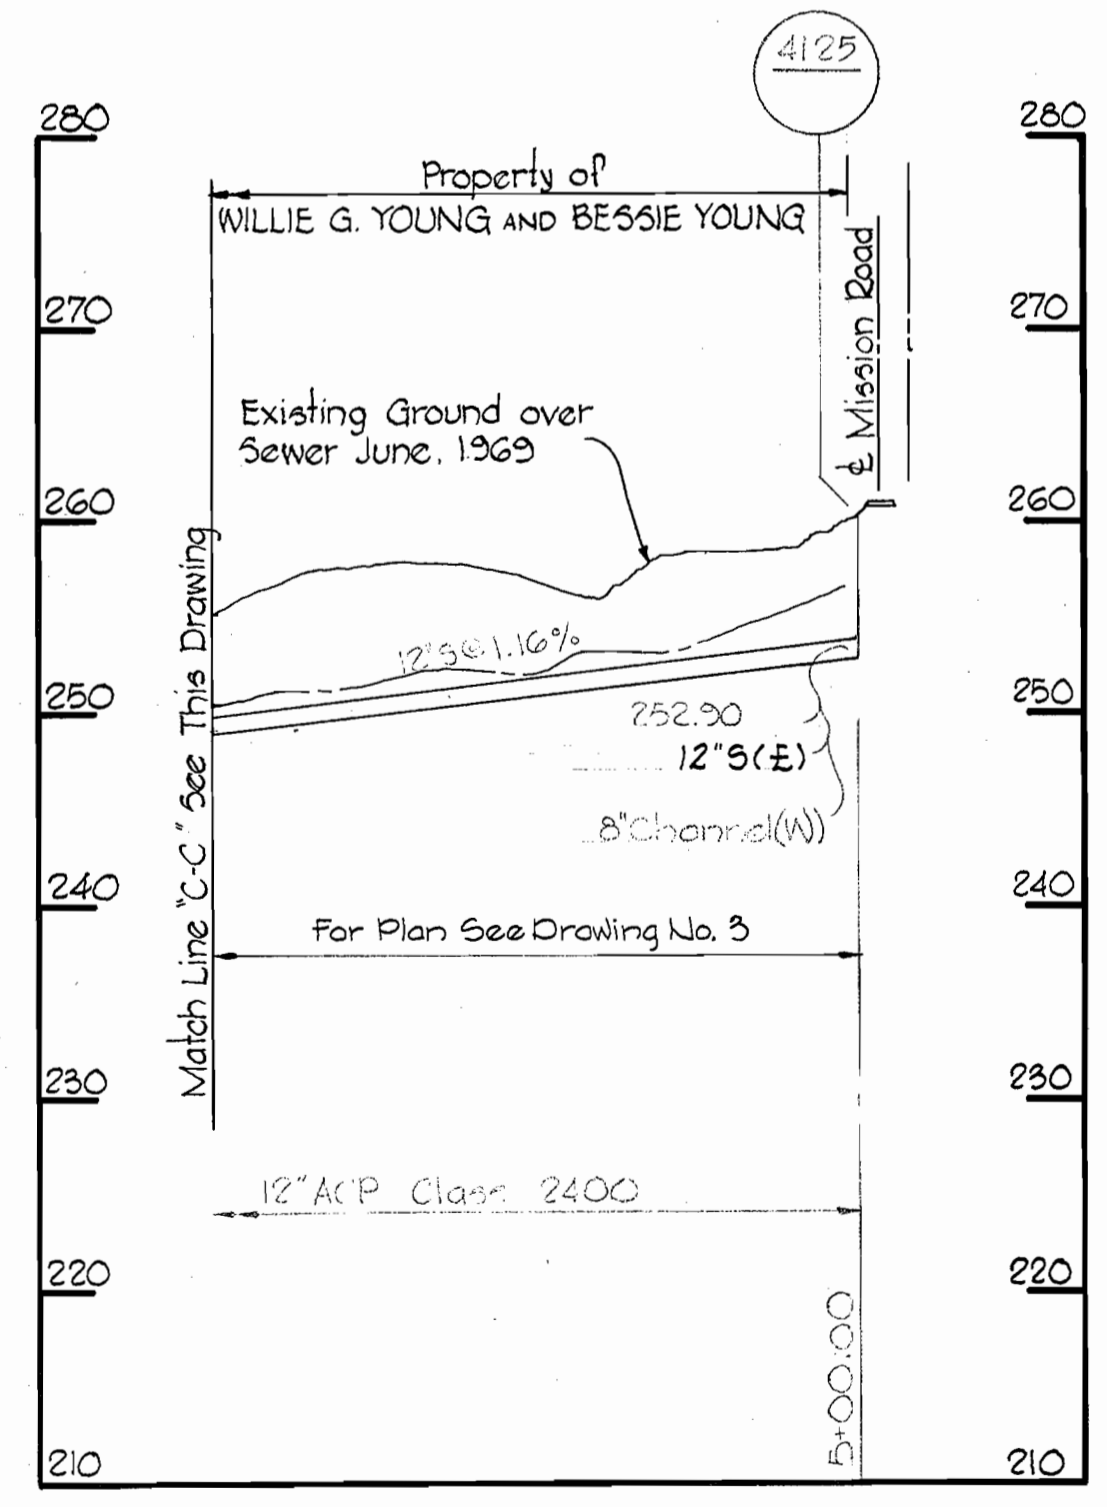 4125
280
280
Property of
WILLIE G. YOUNG AND BESSIE YOUNG
270
270
℄ Mission Road
Existing Ground over
Sewer June, 1969
260
260
Match Line "C-C" See This Drawing
12"S@1.16%
250
250
252.90
12"S(E)
8"Channel(W)
240
240
For Plan See Drawing No. 3
230
230
12"ACP Class 2400
220
220
5+00.00
210
210